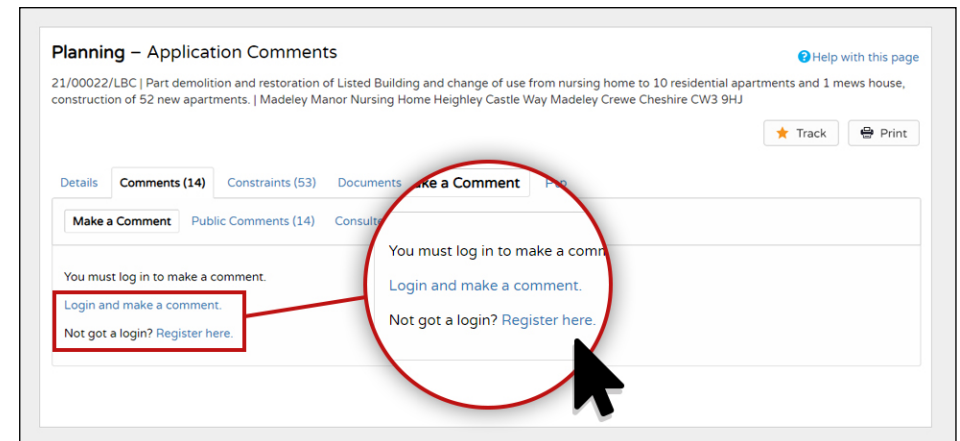 Planning – Application Comments
Help with this page
21/00022/LBC | Part demolition and restoration of Listed Building and change of use from nursing home to 10 residential apartments and 1 mews house,
construction of 52 new apartments. | Madeley Manor Nursing Home Heighley Castle Way Madeley Crewe Cheshire CW3 9HJ
Track
Print
Details Comments (14) Constraints (53) Documents
ke a Comment
Make a Comment Public Comments (14) Consulte
You must log in to make a comment.
Login and make a comment.
Not got a login? Register here.
You must log in to make a comm
Login and make a comment.
Not got a login? Register here.